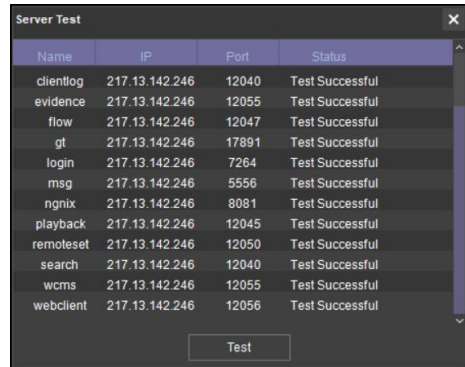 Server Test
Name IP Port Status
clientlog 217.13.142.246 12040 Test Successful
evidence 217.13.142.246 12055 Test Successful
flow 217.13.142.246 12047 Test Successful
gt 217.13.142.246 17891 Test Successful
login 217.13.142.246 7264 Test Successful
msg 217.13.142.246 5556 Test Successful
ngnix 217.13.142.246 8081 Test Successful
playback 217.13.142.246 12045 Test Successful
remoteset 217.13.142.246 12050 Test Successful
search 217.13.142.246 12040 Test Successful
wcms 217.13.142.246 12055 Test Successful
webclient 217.13.142.246 12056 Test Successful
Test